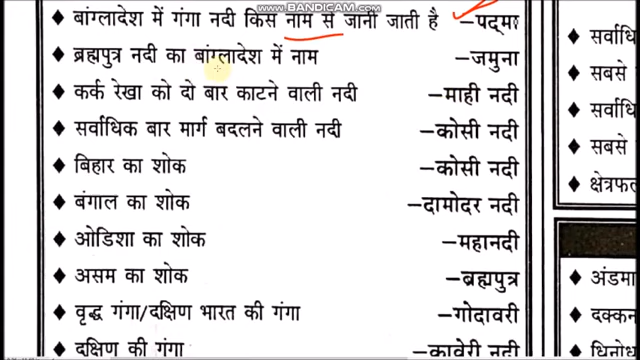 WWW.BANDICAM.COM
♦ बांग्लादेश में गंगा नदी किस नाम से जानी जाती है –पद्मा
♦ ब्रह्मपुत्र नदी का बांग्लादेश में नाम –जमुना
♦ कर्क रेखा को दो बार काटने वाली नदी –माही नदी
♦ सर्वाधिक बार मार्ग बदलने वाली नदी –कोसी नदी
♦ बिहार का शोक –कोसी नदी
♦ बंगाल का शोक –दामोदर नदी
♦ ओडिशा का शोक –महानदी
♦ असम का शोक –ब्रह्मपुत्र
♦ वृद्ध गंगा/दक्षिण भारत की गंगा –गोदावरी
♦ दक्षिण की गंगा –कावेरी नदी
♦ सर्वाधि
♦ सबसे
♦ सर्वाधि
♦ सबसे
♦ क्षेत्रफ
♦ अंडमा
♦ दक्कन